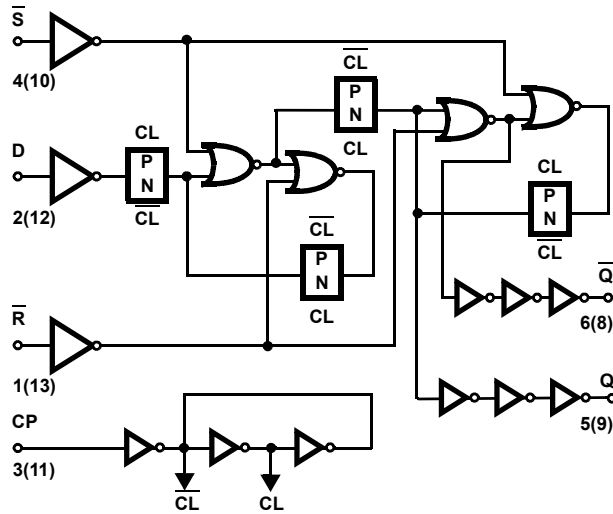 S̅
4(10)
D
2(12)
CL
P
N
C̅L̅
C̅L̅
P
N
CL
C̅L̅
P
N
CL
CL
P
N
C̅L̅
Q̅
6(8)
R̅
1(13)
Q
5(9)
CP
3(11)
C̅L̅
CL